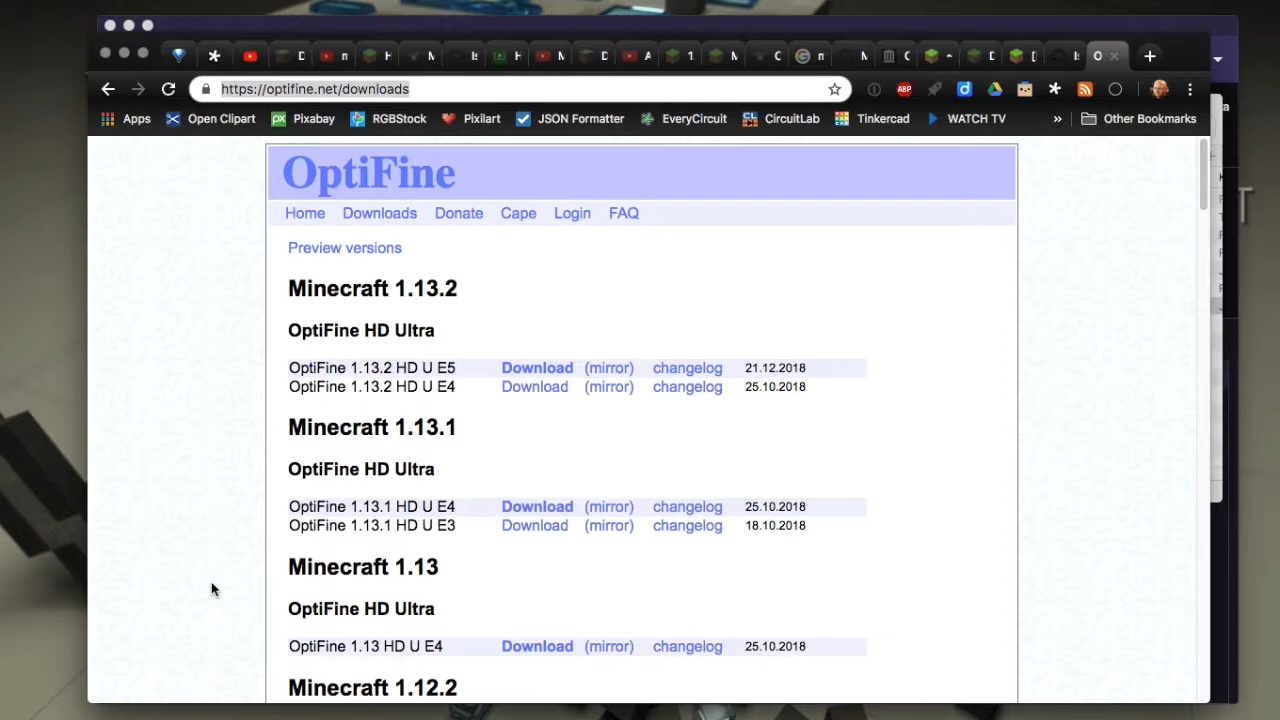 D n H M Is H M D A 1. M C n M C ^ D [ Is O
https://optifine.net/downloads ABP
Apps Open Clipart Pixabay RGBStock Pixilart JSON Formatter EveryCircuit CircuitLab Tinkercad WATCH TV » Other Bookmarks
OptiFine
Home Downloads Donate Cape Login FAQ
Preview versions
Minecraft 1.13.2
OptiFine HD Ultra
OptiFine 1.13.2 HD U E5 Download (mirror) changelog 21.12.2018
OptiFine 1.13.2 HD U E4 Download (mirror) changelog 25.10.2018
Minecraft 1.13.1
OptiFine HD Ultra
OptiFine 1.13.1 HD U E4 Download (mirror) changelog 25.10.2018
OptiFine 1.13.1 HD U E3 Download (mirror) changelog 18.10.2018
Minecraft 1.13
OptiFine HD Ultra
OptiFine 1.13 HD U E4 Download (mirror) changelog 25.10.2018
Minecraft 1.12.2